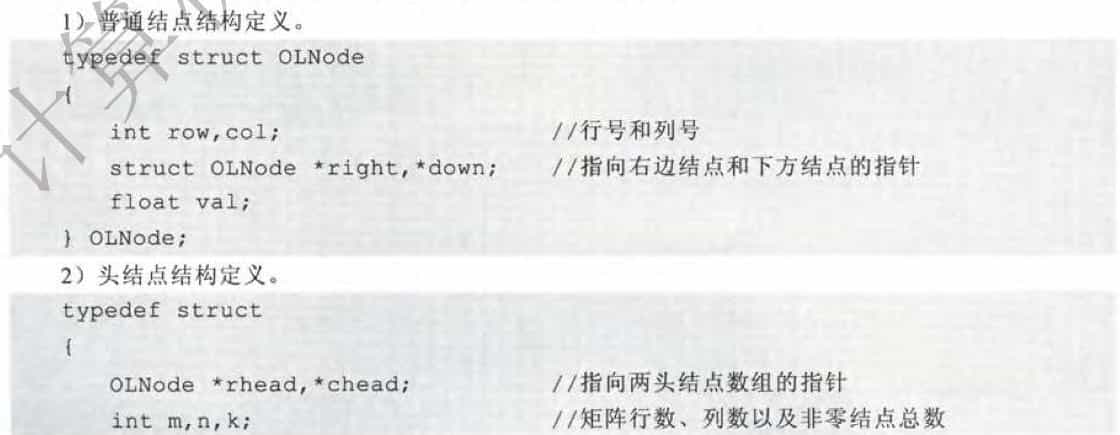 1）普通结点结构定义。
typedef struct OLNode
{
int row,col; //行号和列号
struct OLNode *right,*down; //指向右边结点和下方结点的指针
float val;
} OLNode;
2）头结点结构定义。
typedef struct
{
OLNode *rhead,*chead; //指向两头结点数组的指针
int m,n,k; //矩阵行数、列数以及非零结点总数
计算